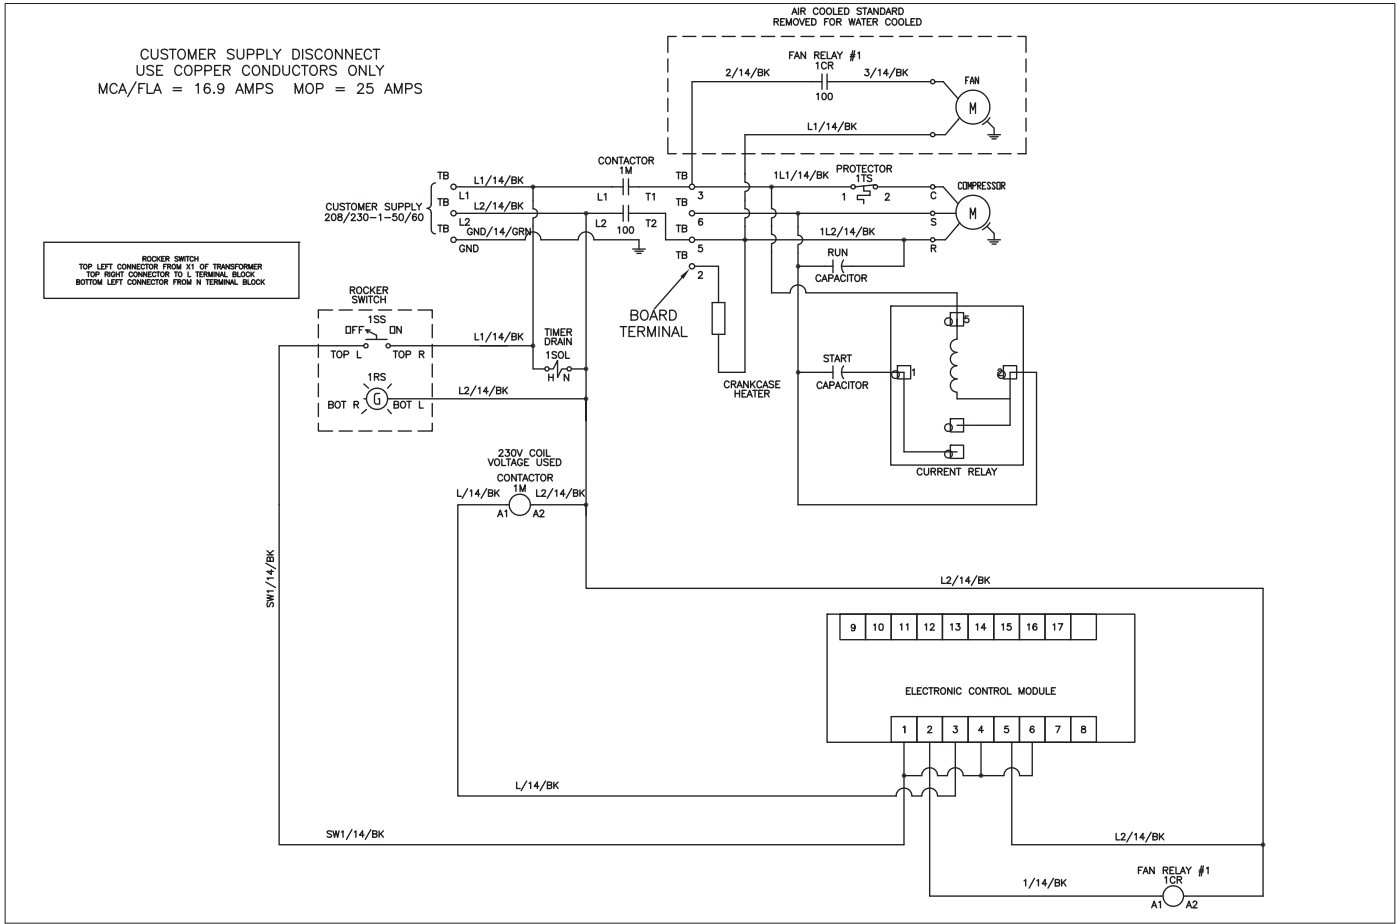 AIR COOLED STANDARD
REMOVED FOR WATER COOLED
CUSTOMER SUPPLY DISCONNECT
USE COPPER CONDUCTORS ONLY
MCA/FLA = 16.9 AMPS MOP = 25 AMPS
FAN RELAY #1
1CR
2/14/BK
3/14/BK
100
FAN
M
L1/14/BK
CONTACTOR
1M
TB
L1/14/BK
L1
L1
T1
TB
3
1L1/14/BK
PROTECTOR
1TS
1
2
C
COMPRESSOR
M
CUSTOMER SUPPLY
208/230-1-50/60
TB
L2/14/BK
L2
L2
100
T2
TB
6
S
TB
GND/14/GRN
GND
TB
5
1L2/14/BK
R
TB
2
RUN
CAPACITOR
BOARD
TERMINAL
ROCKER SWITCH
TOP LEFT CONNECTOR FROM X1 OF TRANSFORMER
TOP RIGHT CONNECTOR TO L TERMINAL BLOCK
BOTTOM LEFT CONNECTOR FROM N TERMINAL BLOCK
ROCKER
SWITCH
1SS
OFF
ON
TOP L
TOP R
L1/14/BK
TIMER
DRAIN
1SOL
H N
1RS
G
BOT R
BOT L
L2/14/BK
CRANKCASE
HEATER
START
CAPACITOR
5
1
2
CURRENT RELAY
230V COIL
VOLTAGE USED
CONTACTOR
1M
L/14/BK
L2/14/BK
A1
A2
SW1/14/BK
L2/14/BK
9 10 11 12 13 14 15 16 17
ELECTRONIC CONTROL MODULE
1 2 3 4 5 6 7 8
L/14/BK
SW1/14/BK
L2/14/BK
FAN RELAY #1
1CR
1/14/BK
A1
A2